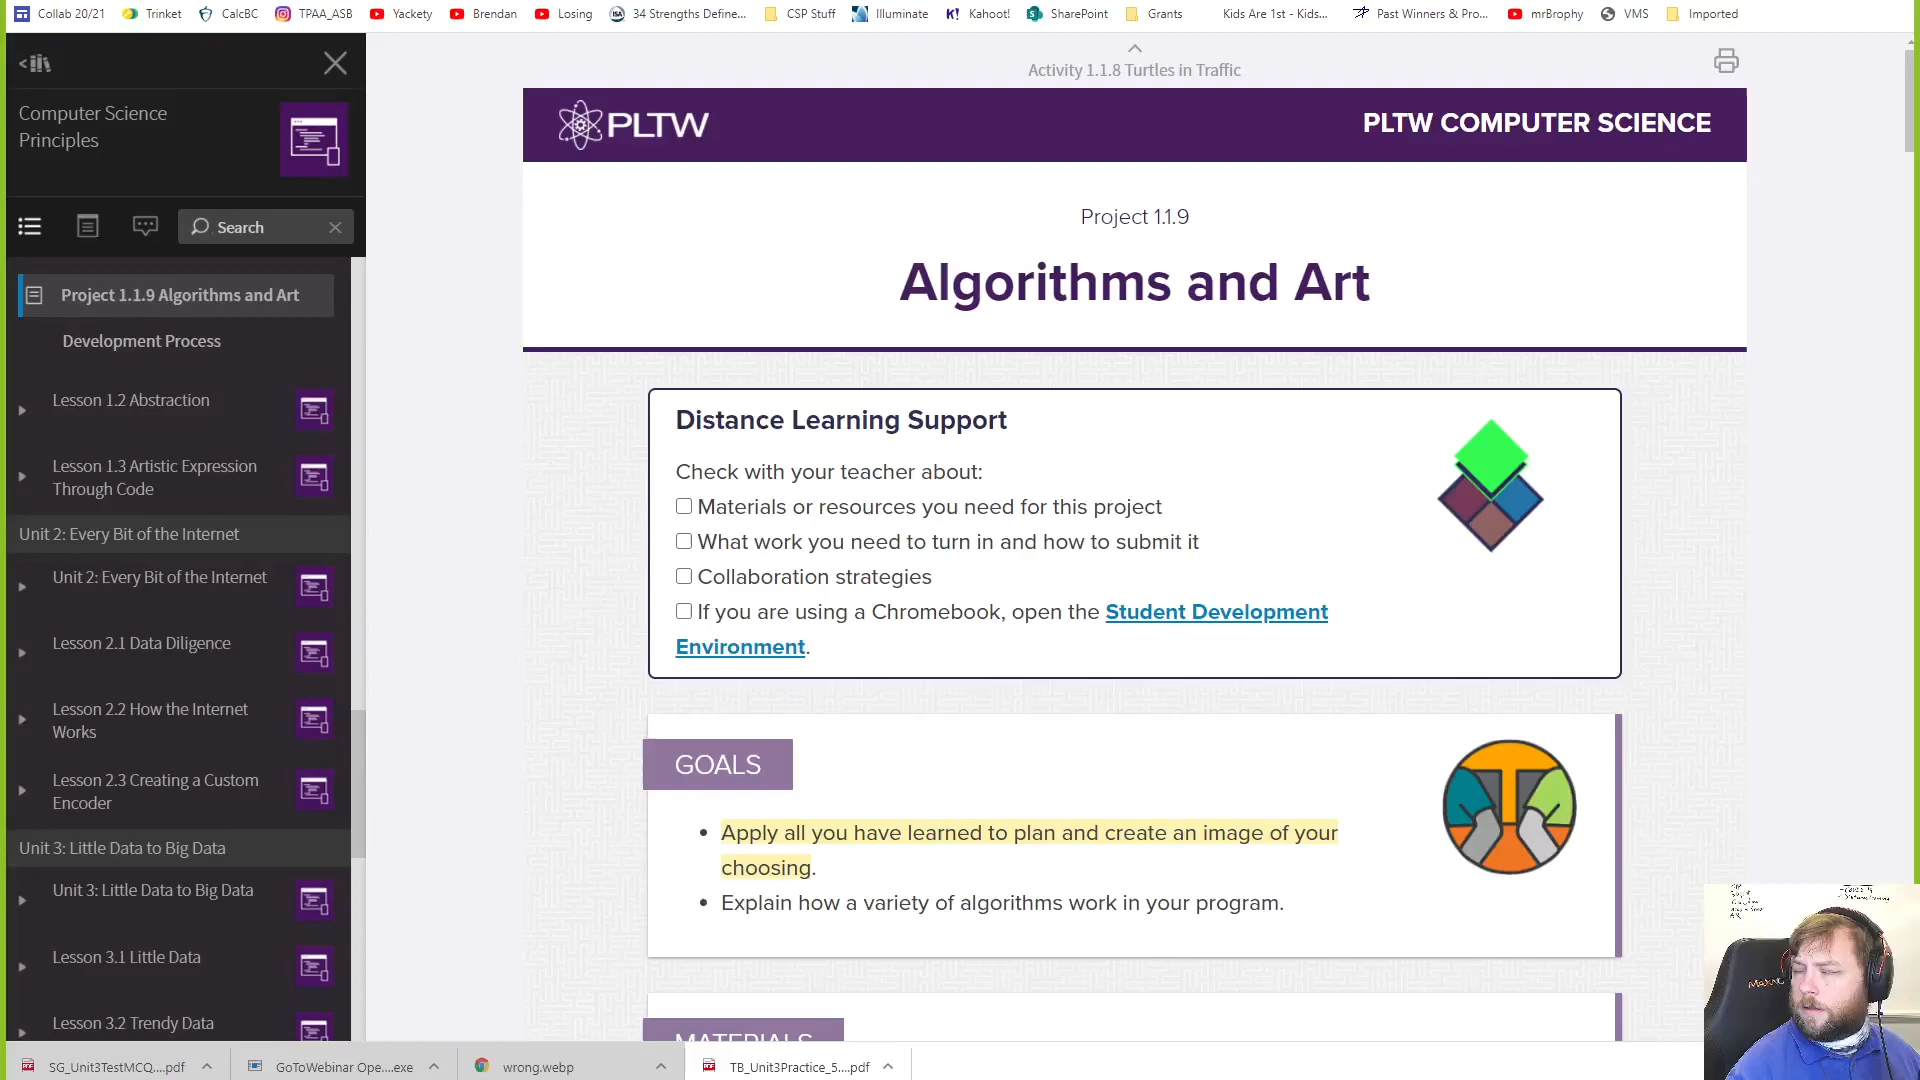 Collab 20/21 Trinket CalcBC TPAA_ASB Yackety Brendan Losing 34 Strengths Define... CSP Stuff Illuminate Kahoot! SharePoint Grants Kids Are 1st - Kids... Past Winners & Pro... mrBrophy VMS Imported
Computer Science
Principles
Search
Project 1.1.9 Algorithms and Art
Development Process
Lesson 1.2 Abstraction
Lesson 1.3 Artistic Expression
Through Code
Unit 2: Every Bit of the Internet
Unit 2: Every Bit of the Internet
Lesson 2.1 Data Diligence
Lesson 2.2 How the Internet
Works
Lesson 2.3 Creating a Custom
Encoder
Unit 3: Little Data to Big Data
Unit 3: Little Data to Big Data
Lesson 3.1 Little Data
Lesson 3.2 Trendy Data
Activity 1.1.8 Turtles in Traffic
PLTW PLTW COMPUTER SCIENCE
Project 1.1.9
Algorithms and Art
Distance Learning Support
Check with your teacher about:
Materials or resources you need for this project
What work you need to turn in and how to submit it
Collaboration strategies
If you are using a Chromebook, open the Student Development
Environment.
GOALS
• Apply all you have learned to plan and create an image of your
choosing.
• Explain how a variety of algorithms work in your program.
MATERIALS
SG_Unit3TestMCQ....pdf GoToWebinar Ope....exe wrong.webp TB_Unit3Practice_5....pdf